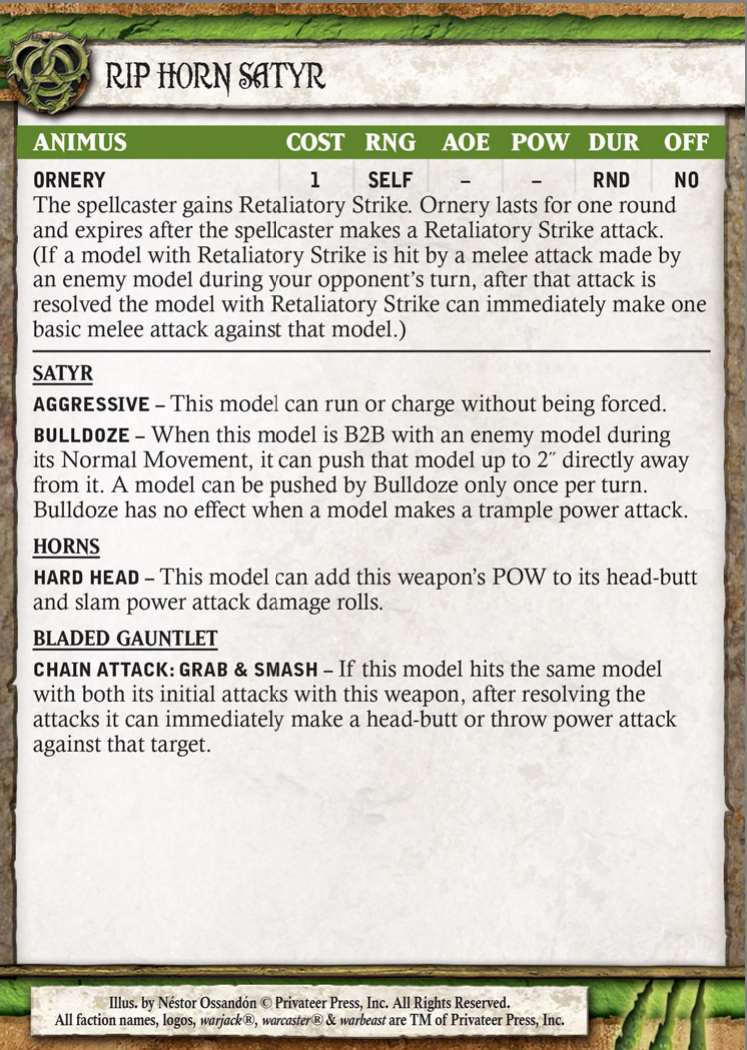 RIP HORN SATYR
ANIMUS COST RNG AOE POW DUR OFF
ORNERY 1 SELF – – RND NO
The spellcaster gains Retaliatory Strike. Ornery lasts for one round
and expires after the spellcaster makes a Retaliatory Strike attack.
(If a model with Retaliatory Strike is hit by a melee attack made by
an enemy model during your opponent's turn, after that attack is
resolved the model with Retaliatory Strike can immediately make one
basic melee attack against that model.)
SATYR
AGGRESSIVE – This model can run or charge without being forced.
BULLDOZE – When this model is B2B with an enemy model during
its Normal Movement, it can push that model up to 2˝ directly away
from it. A model can be pushed by Bulldoze only once per turn.
Bulldoze has no effect when a model makes a trample power attack.
HORNS
HARD HEAD – This model can add this weapon's POW to its head-butt
and slam power attack damage rolls.
BLADED GAUNTLET
CHAIN ATTACK: GRAB & SMASH – If this model hits the same model
with both its initial attacks with this weapon, after resolving the
attacks it can immediately make a head-butt or throw power attack
against that target.
Illus. by Néstor Ossandón © Privateer Press, Inc. All Rights Reserved.
All faction names, logos, warjack®, warcaster® & warbeast are TM of Privateer Press, Inc.